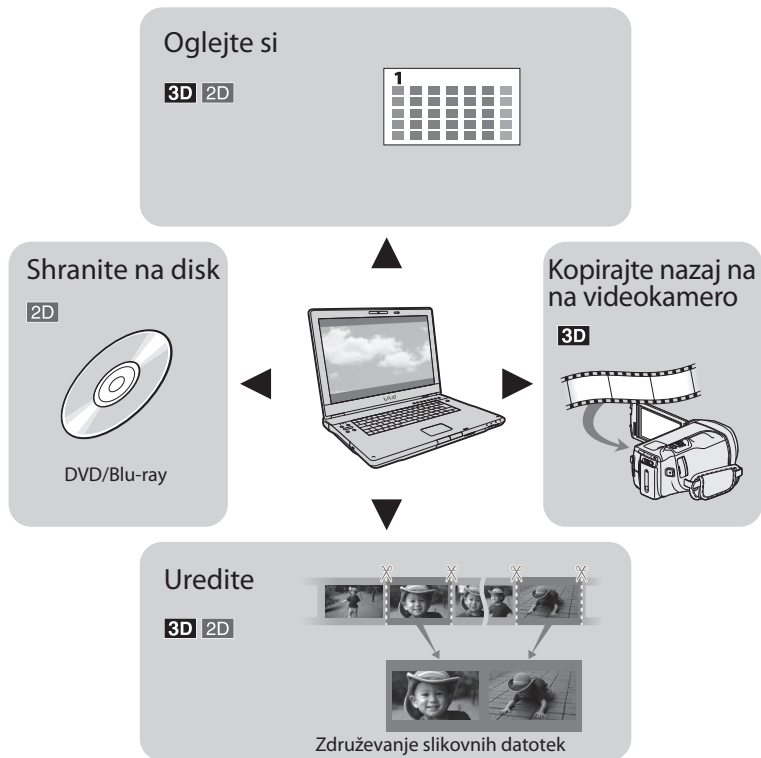 Oglejte si
3D 2D
1
Shranite na disk
2D
DVD/Blu-ray
VAIO
Kopirajte nazaj na
na videokamero
3D
Uredite
3D 2D
Združevanje slikovnih datotek